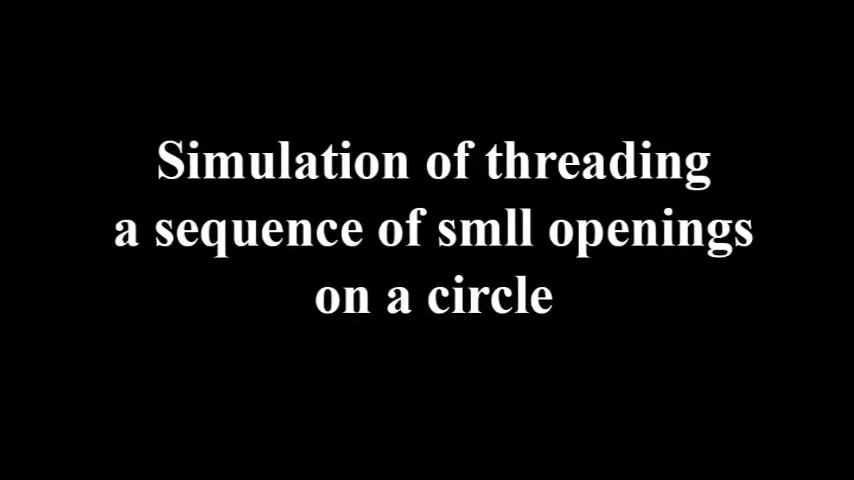 Simulation of threading
a sequence of smll openings
on a circle